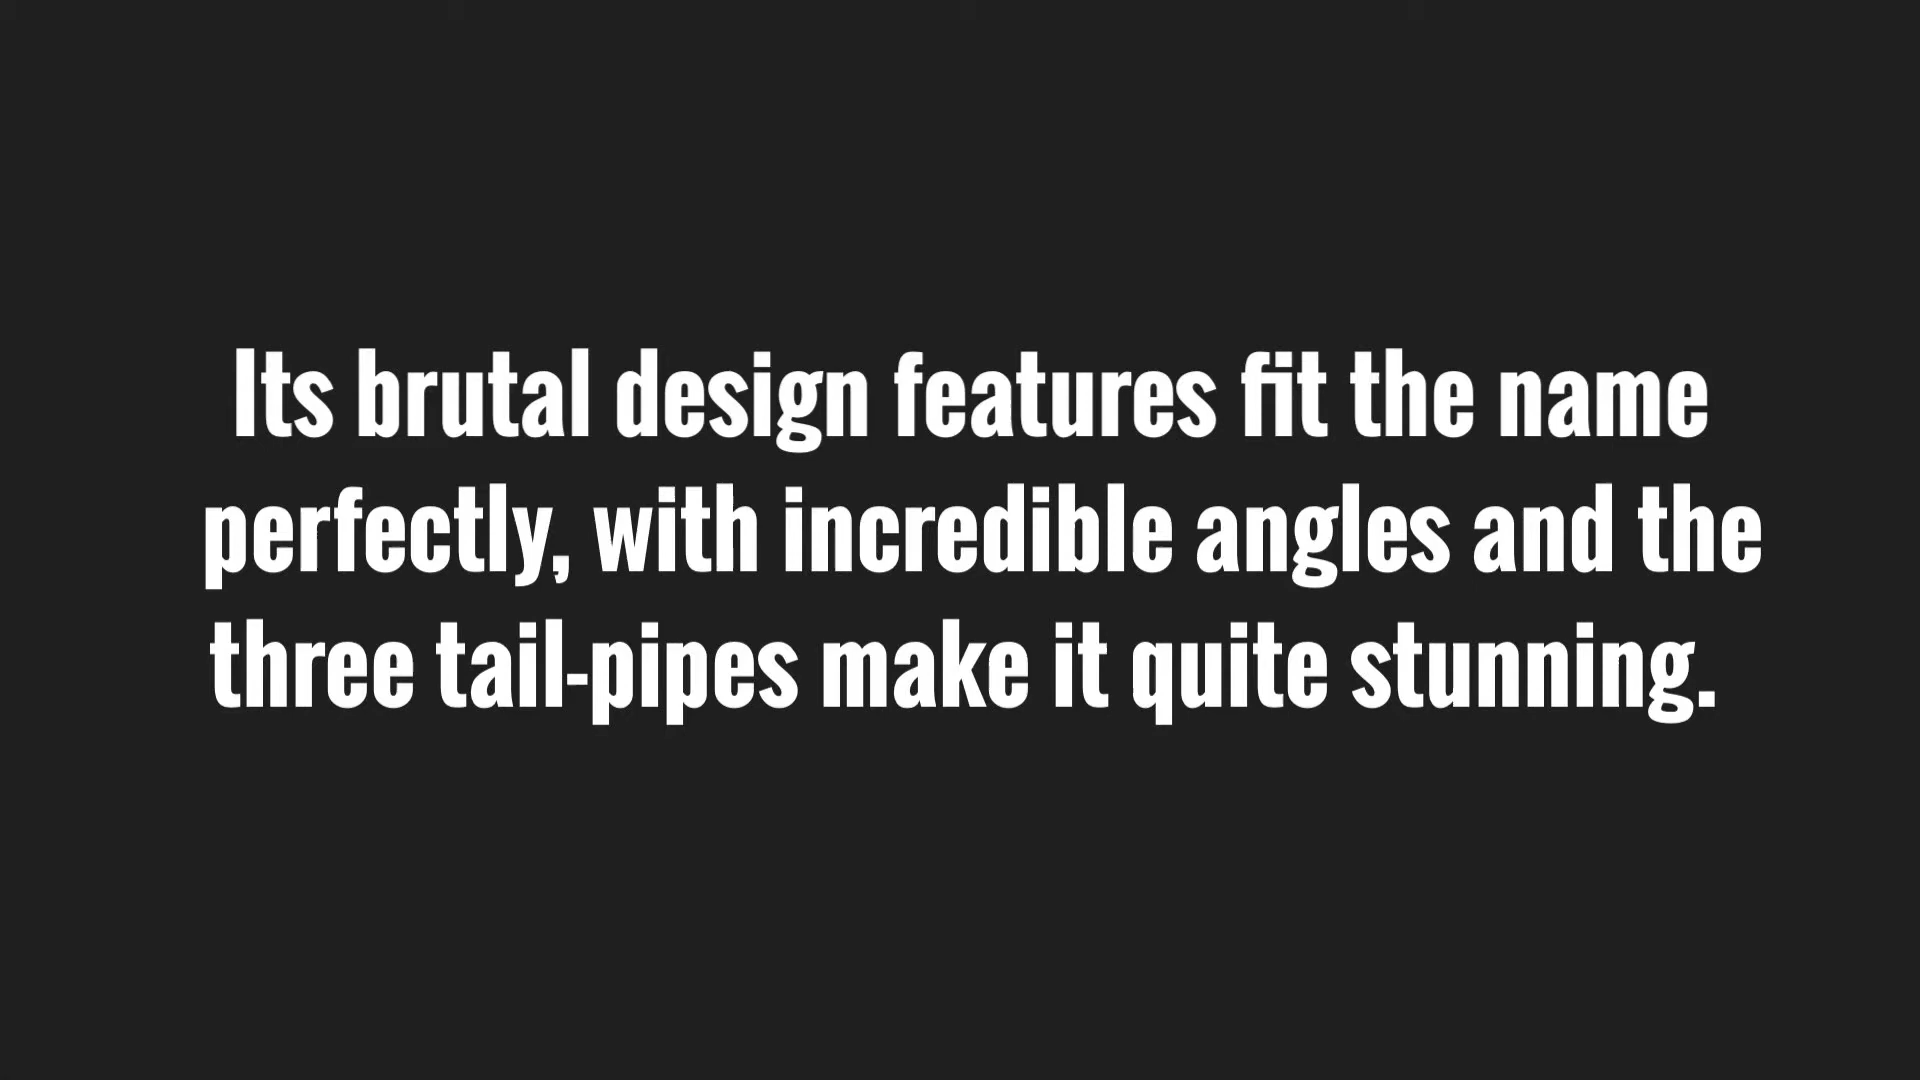 Its brutal design features fit the name
perfectly, with incredible angles and the
three tail-pipes make it quite stunning.